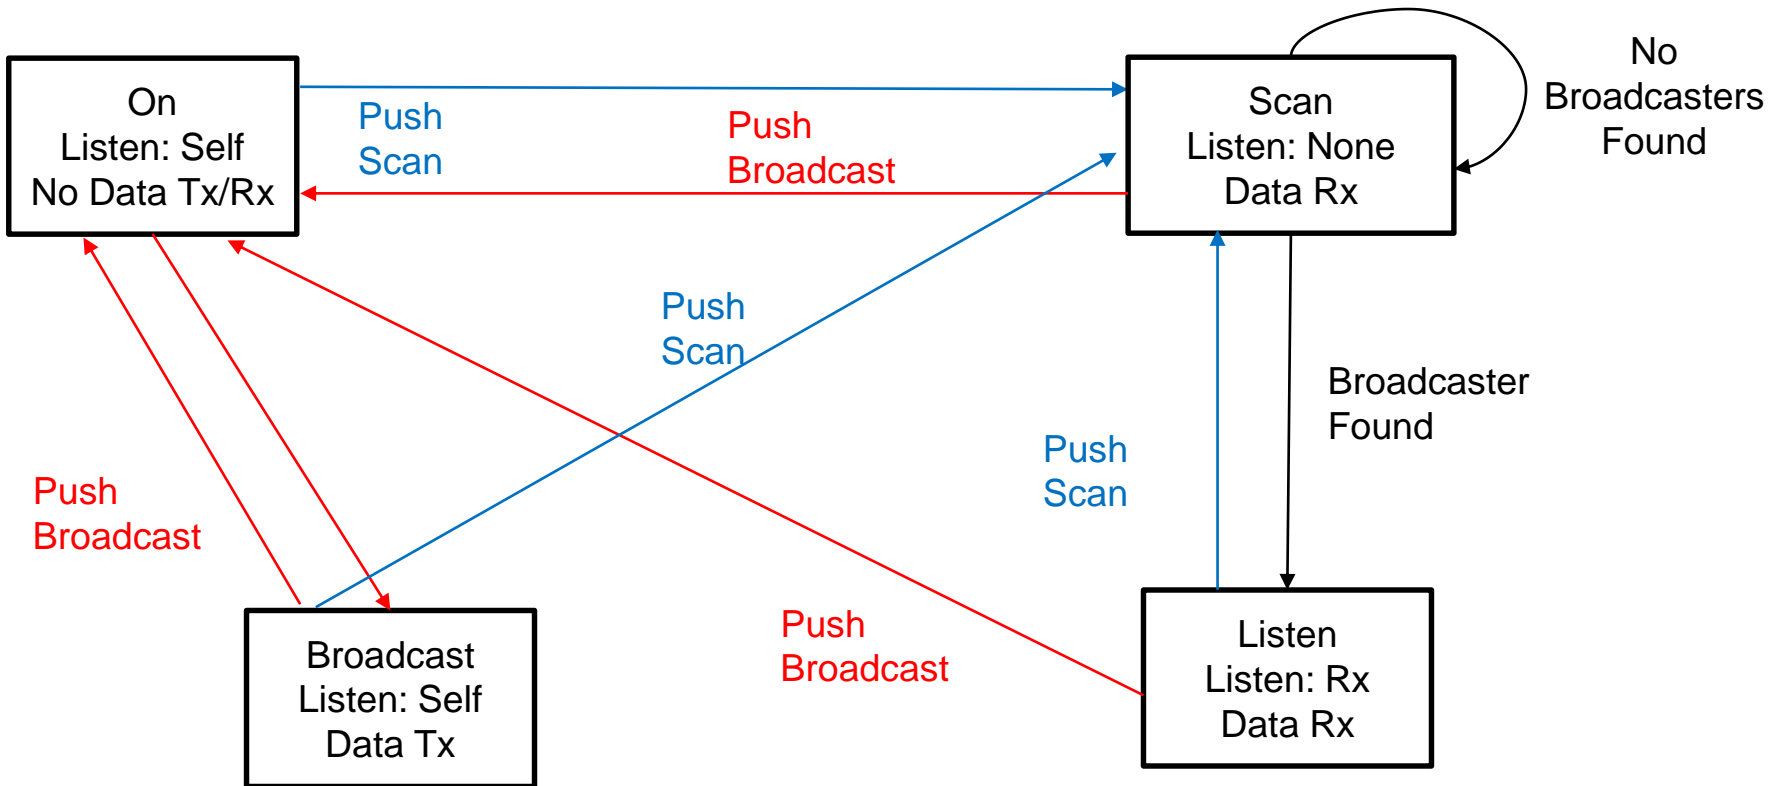 On
Listen: Self
No Data Tx/Rx
Push
Scan
Push
Broadcast
Scan
Listen: None
Data Rx
No
Broadcasters
Found
Push
Scan
Broadcaster
Found
Push
Scan
Push
Broadcast
Broadcast
Listen: Self
Data Tx
Push
Broadcast
Listen
Listen: Rx
Data Rx